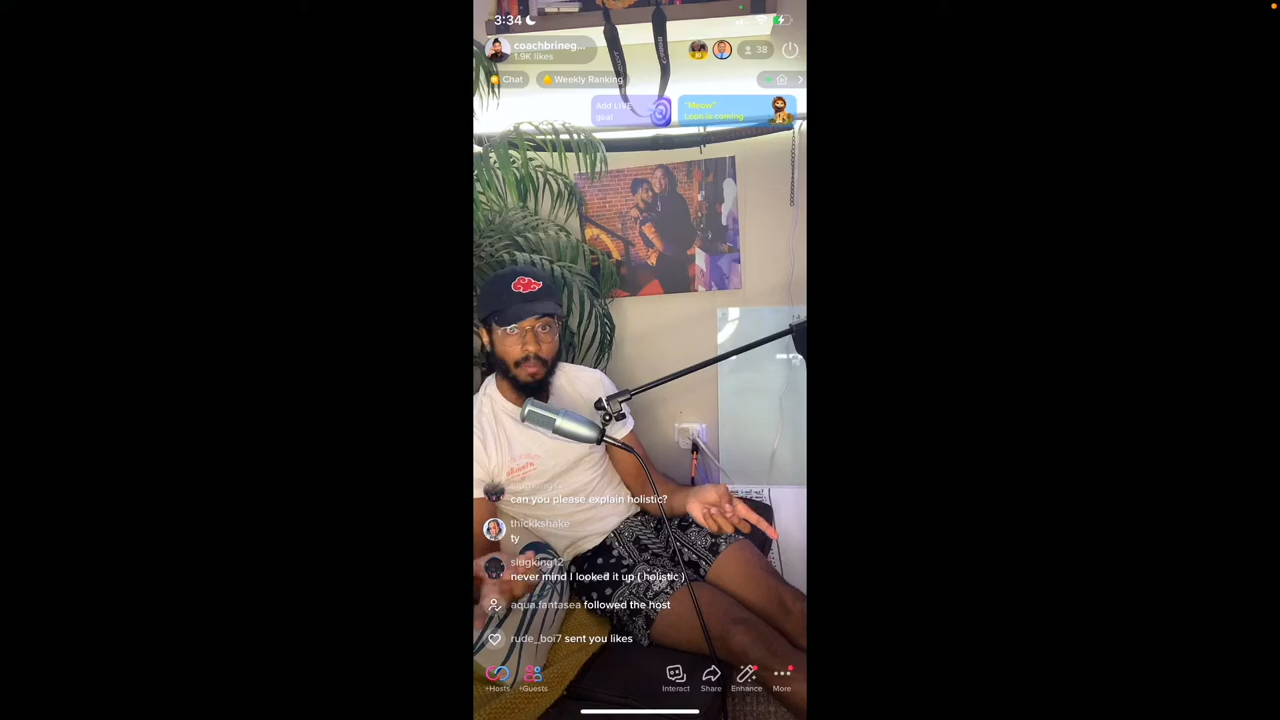 3:34
coachbrineg...
1.9K likes
38
Chat
Weekly Ranking
Add LIVE
goal
"Meow"
Leon is coming
slugking12
can you please explain holistic?
thickkshake
ty
slugking12
never mind I looked it up ( holistic )
aqua.fantasea followed the host
rude_boi7 sent you likes
+Hosts
+Guests
Interact
Share
Enhance
More